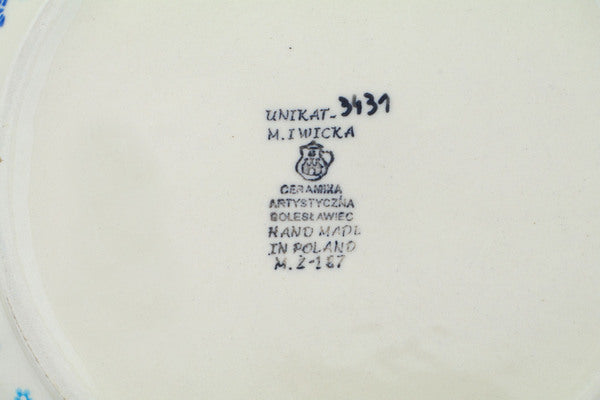 UNIKAT-3431
M.IWICKA
CERAMIKA
ARTYSTYCZNA
BOLESŁAWIEC
HAND MADE
IN POLAND
M.Z-187